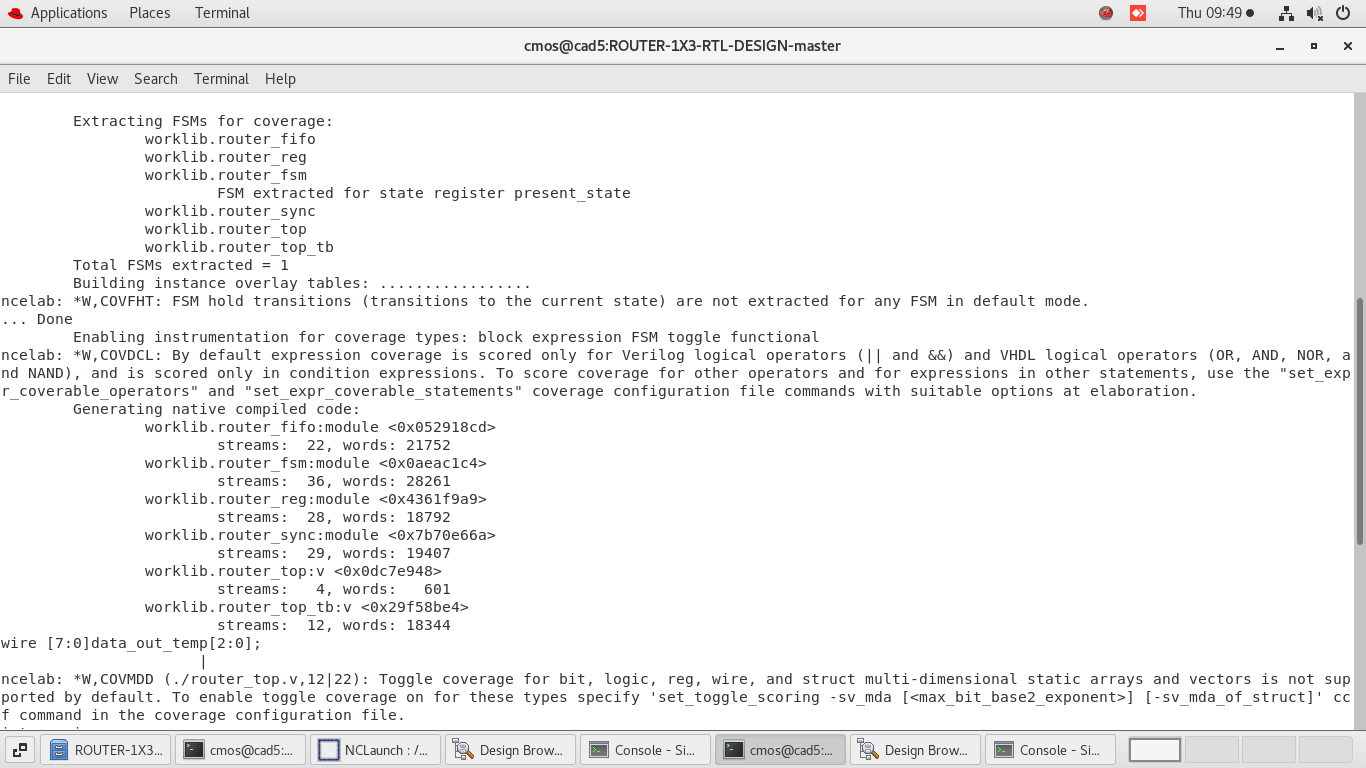 Applications Places Terminal Thu 09:49
cmos@cad5:ROUTER-1X3-RTL-DESIGN-master
File Edit View Search Terminal Help
Extracting FSMs for coverage:
worklib.router_fifo
worklib.router_reg
worklib.router_fsm
FSM extracted for state register present_state
worklib.router_sync
worklib.router_top
worklib.router_top_tb
Total FSMs extracted = 1
Building instance overlay tables: .................
ncelab: *W,COVFHT: FSM hold transitions (transitions to the current state) are not extracted for any FSM in default mode.
... Done
Enabling instrumentation for coverage types: block expression FSM toggle functional
ncelab: *W,COVDCL: By default expression coverage is scored only for Verilog logical operators (|| and &&) and VHDL logical operators (OR, AND, NOR, a
nd NAND), and is scored only in condition expressions. To score coverage for other operators and for expressions in other statements, use the "set_exp
r_coverable_operators" and "set_expr_coverable_statements" coverage configuration file commands with suitable options at elaboration.
Generating native compiled code:
worklib.router_fifo:module <0x052918cd>
streams:  22, words: 21752
worklib.router_fsm:module <0x0aeac1c4>
streams:  36, words: 28261
worklib.router_reg:module <0x4361f9a9>
streams:  28, words: 18792
worklib.router_sync:module <0x7b70e66a>
streams:  29, words: 19407
worklib.router_top:v <0x0dc7e948>
streams:   4, words:   601
worklib.router_top_tb:v <0x29f58be4>
streams:  12, words: 18344
wire [7:0]data_out_temp[2:0];
|
ncelab: *W,COVMDD (./router_top.v,12|22): Toggle coverage for bit, logic, reg, wire, and struct multi-dimensional static arrays and vectors is not sup
ported by default. To enable toggle coverage on for these types specify 'set_toggle_scoring -sv_mda [<max_bit_base2_exponent>] [-sv_mda_of_struct]' cc
f command in the coverage configuration file.
ROUTER-1X3... cmos@cad5:... NCLaunch : /... Design Brow... Console - Si... cmos@cad5:... Design Brow... Console - Si...